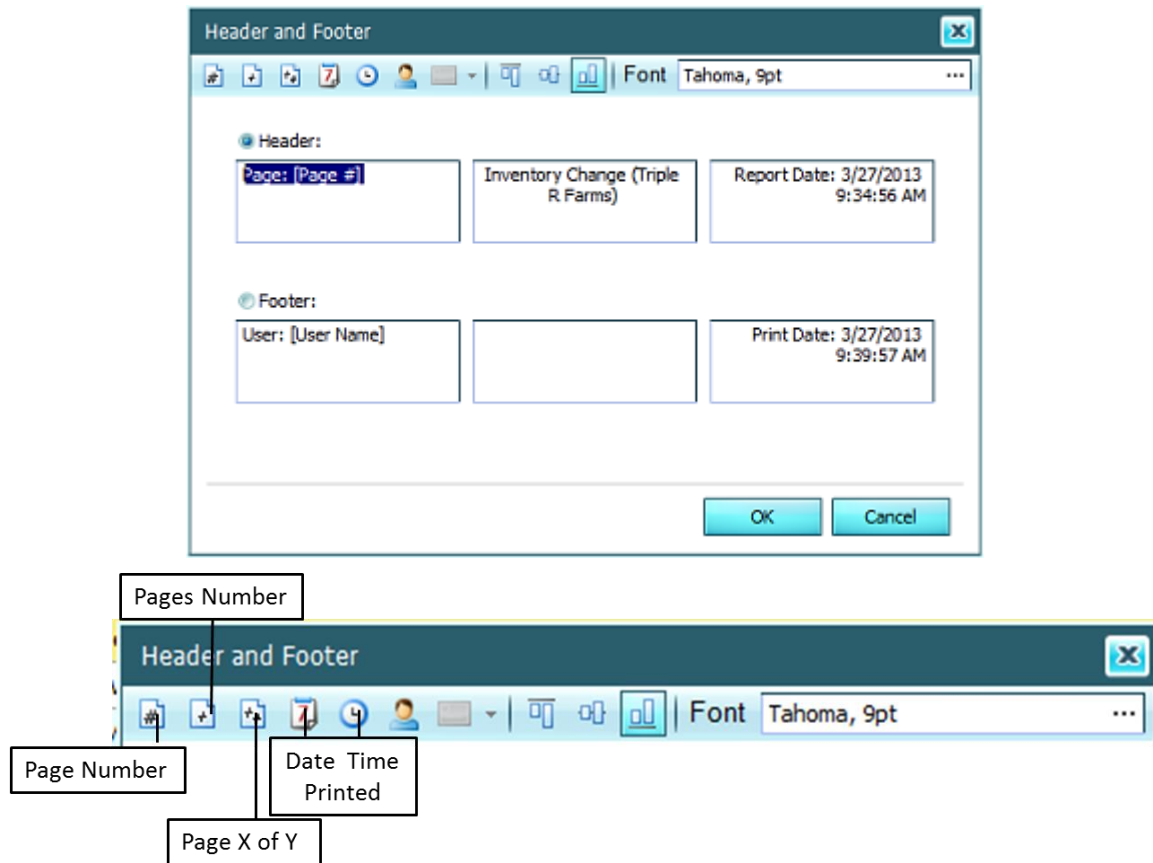 Header and Footer
Font Tahoma, 9pt ...
Header:
Page: [Page #]
Inventory Change (Triple
R Farms)
Report Date: 3/27/2013
9:34:56 AM
Footer:
User: [User Name]
Print Date: 3/27/2013
9:39:57 AM
OK Cancel
Pages Number
Header and Footer
Font Tahoma, 9pt ...
Page Number
Date Time
Printed
Page X of Y